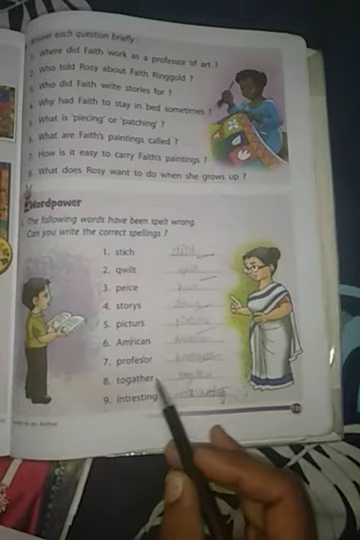 Answer each question briefly :
1. Where did Faith work as a professor of art ?
2. Who told Rosy about Faith Ringgold ?
3. Who did Faith write stories for ?
4. Why had Faith to stay in bed sometimes ?
5. What is 'piecing' or 'patching' ?
6. What are Faith's paintings called ?
7. How is it easy to carry Faith's paintings ?
8. What does Rosy want to do when she grows up ?
Wordpower
The following words have been spelt wrong.
Can you write the correct spellings ?
1. stich
2. qwilt
3. peice
4. storys
5. picturs
6. Amrican
7. profesor
8. togather
9. intresting